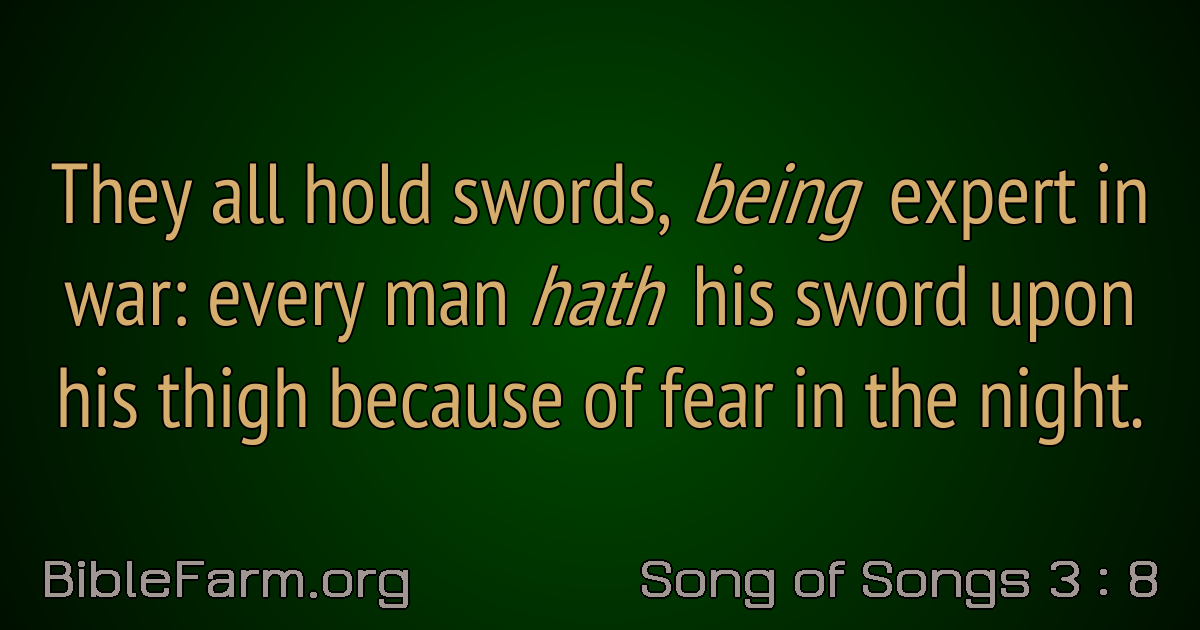 They all hold swords, being expert in
war: every man hath his sword upon
his thigh because of fear in the night.
BibleFarm.org Song of Songs 3 : 8